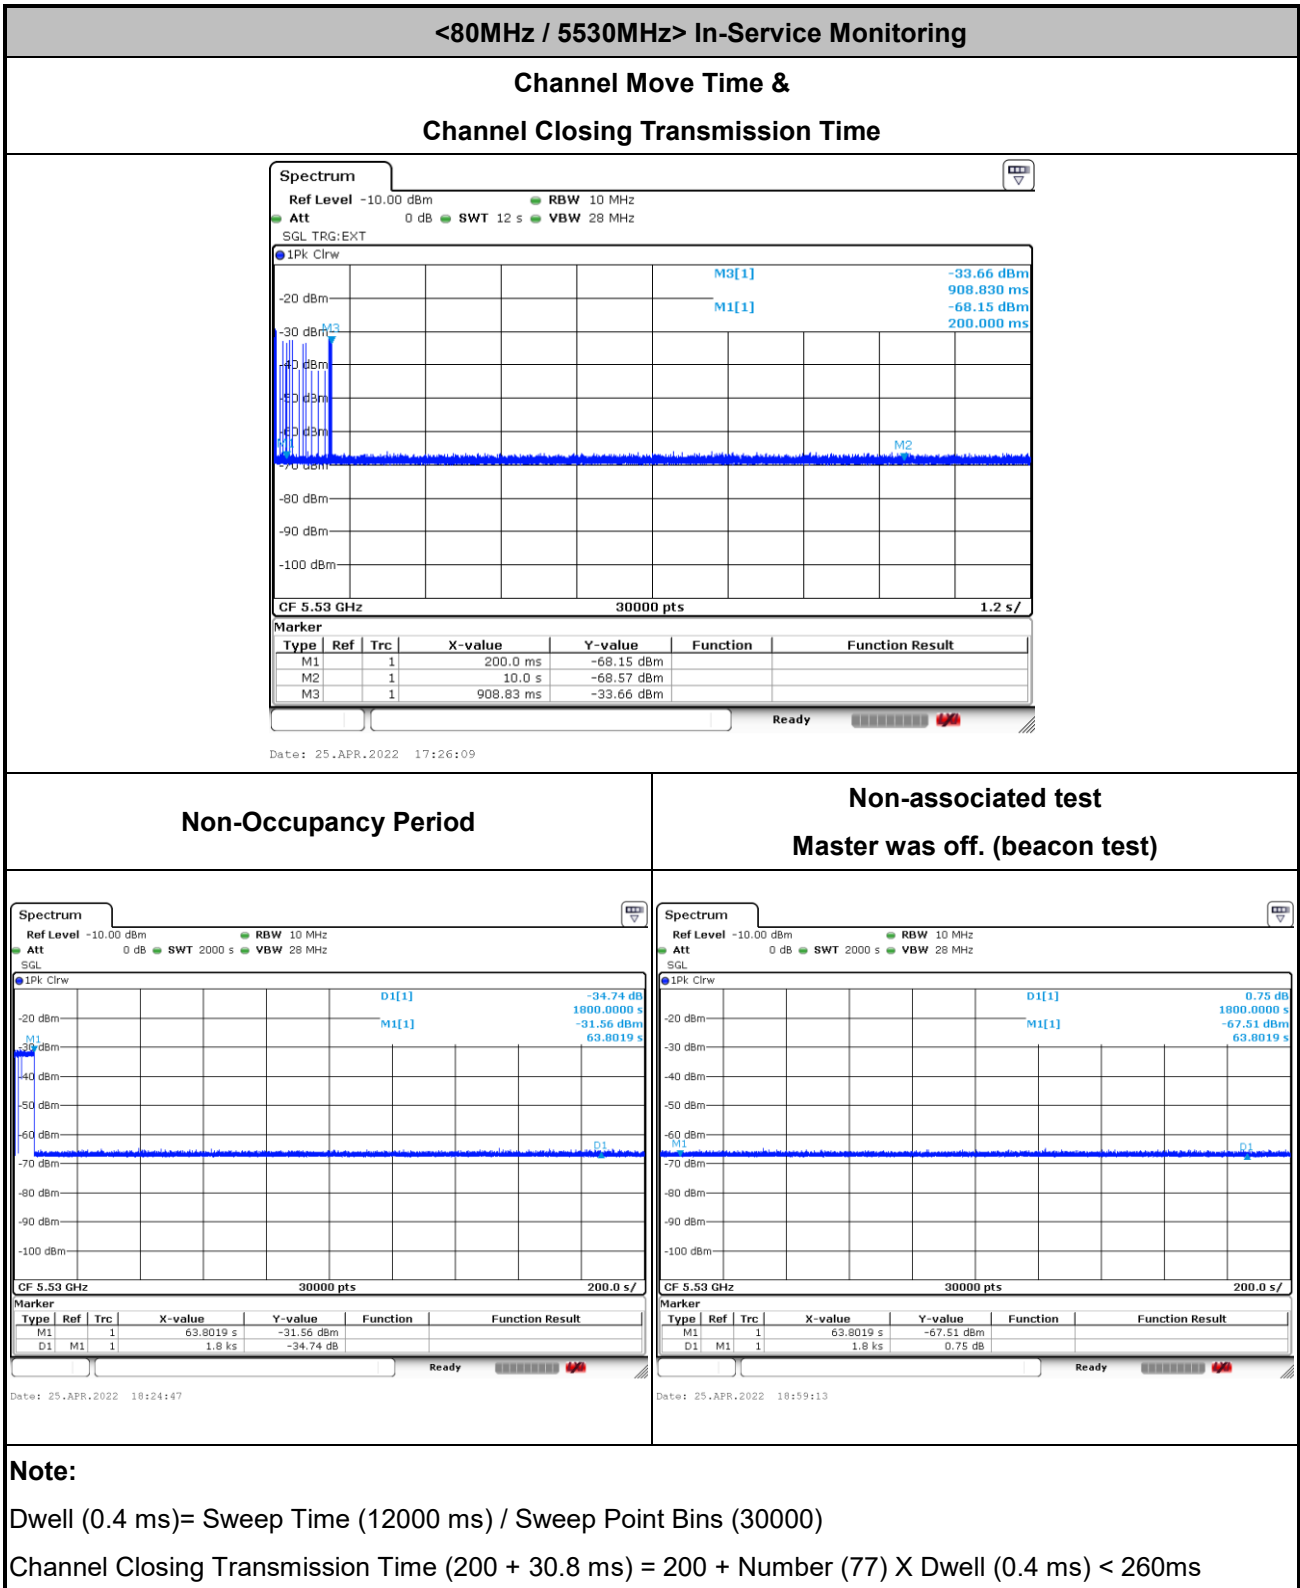 <80MHz / 5530MHz> In-Service Monitoring
Channel Move Time &
Channel Closing Transmission Time
Spectrum
Ref Level -10.00 dBm RBW 10 MHz
Att 0 dB SWT 12 s VBW 28 MHz
SGL TRG:EXT
1Pk Clrw
M3[1] -33.66 dBm
908.830 ms
M1[1] -68.15 dBm
200.000 ms
-20 dBm
-30 dBm
M3
-40 dBm
-50 dBm
-60 dBm
M2
-70 dBm
-80 dBm
-90 dBm
-100 dBm
CF 5.53 GHz 30000 pts 1.2 s/
Marker
Type Ref Trc X-value Y-value Function Function Result
M1 1 200.0 ms -68.15 dBm
M2 1 10.0 s -68.57 dBm
M3 1 908.83 ms -33.66 dBm
Ready
Date: 25.APR.2022 17:26:09
Non-Occupancy Period
Spectrum
Ref Level -10.00 dBm RBW 10 MHz
Att 0 dB SWT 2000 s VBW 28 MHz
SGL
1Pk Clrw
D1[1] -34.74 dB
1800.0000 s
M1[1] -31.56 dBm
63.8019 s
-20 dBm
M1
-30 dBm
-40 dBm
-50 dBm
-60 dBm
D1
-70 dBm
-80 dBm
-90 dBm
-100 dBm
CF 5.53 GHz 30000 pts 200.0 s/
Marker
Type Ref Trc X-value Y-value Function Function Result
M1 1 63.8019 s -31.56 dBm
D1 M1 1 1.8 ks -34.74 dB
Ready
Date: 25.APR.2022 18:24:47
Non-associated test
Master was off. (beacon test)
Spectrum
Ref Level -10.00 dBm RBW 10 MHz
Att 0 dB SWT 2000 s VBW 28 MHz
SGL
1Pk Clrw
D1[1] 0.75 dB
1800.0000 s
M1[1] -67.51 dBm
63.8019 s
-20 dBm
-30 dBm
-40 dBm
-50 dBm
-60 dBm
M1
D1
-70 dBm
-80 dBm
-90 dBm
-100 dBm
CF 5.53 GHz 30000 pts 200.0 s/
Marker
Type Ref Trc X-value Y-value Function Function Result
M1 1 63.8019 s -67.51 dBm
D1 M1 1 1.8 ks 0.75 dB
Ready
Date: 25.APR.2022 18:59:13
Note:
Dwell (0.4 ms)= Sweep Time (12000 ms) / Sweep Point Bins (30000)
Channel Closing Transmission Time (200 + 30.8 ms) = 200 + Number (77) X Dwell (0.4 ms) < 260ms